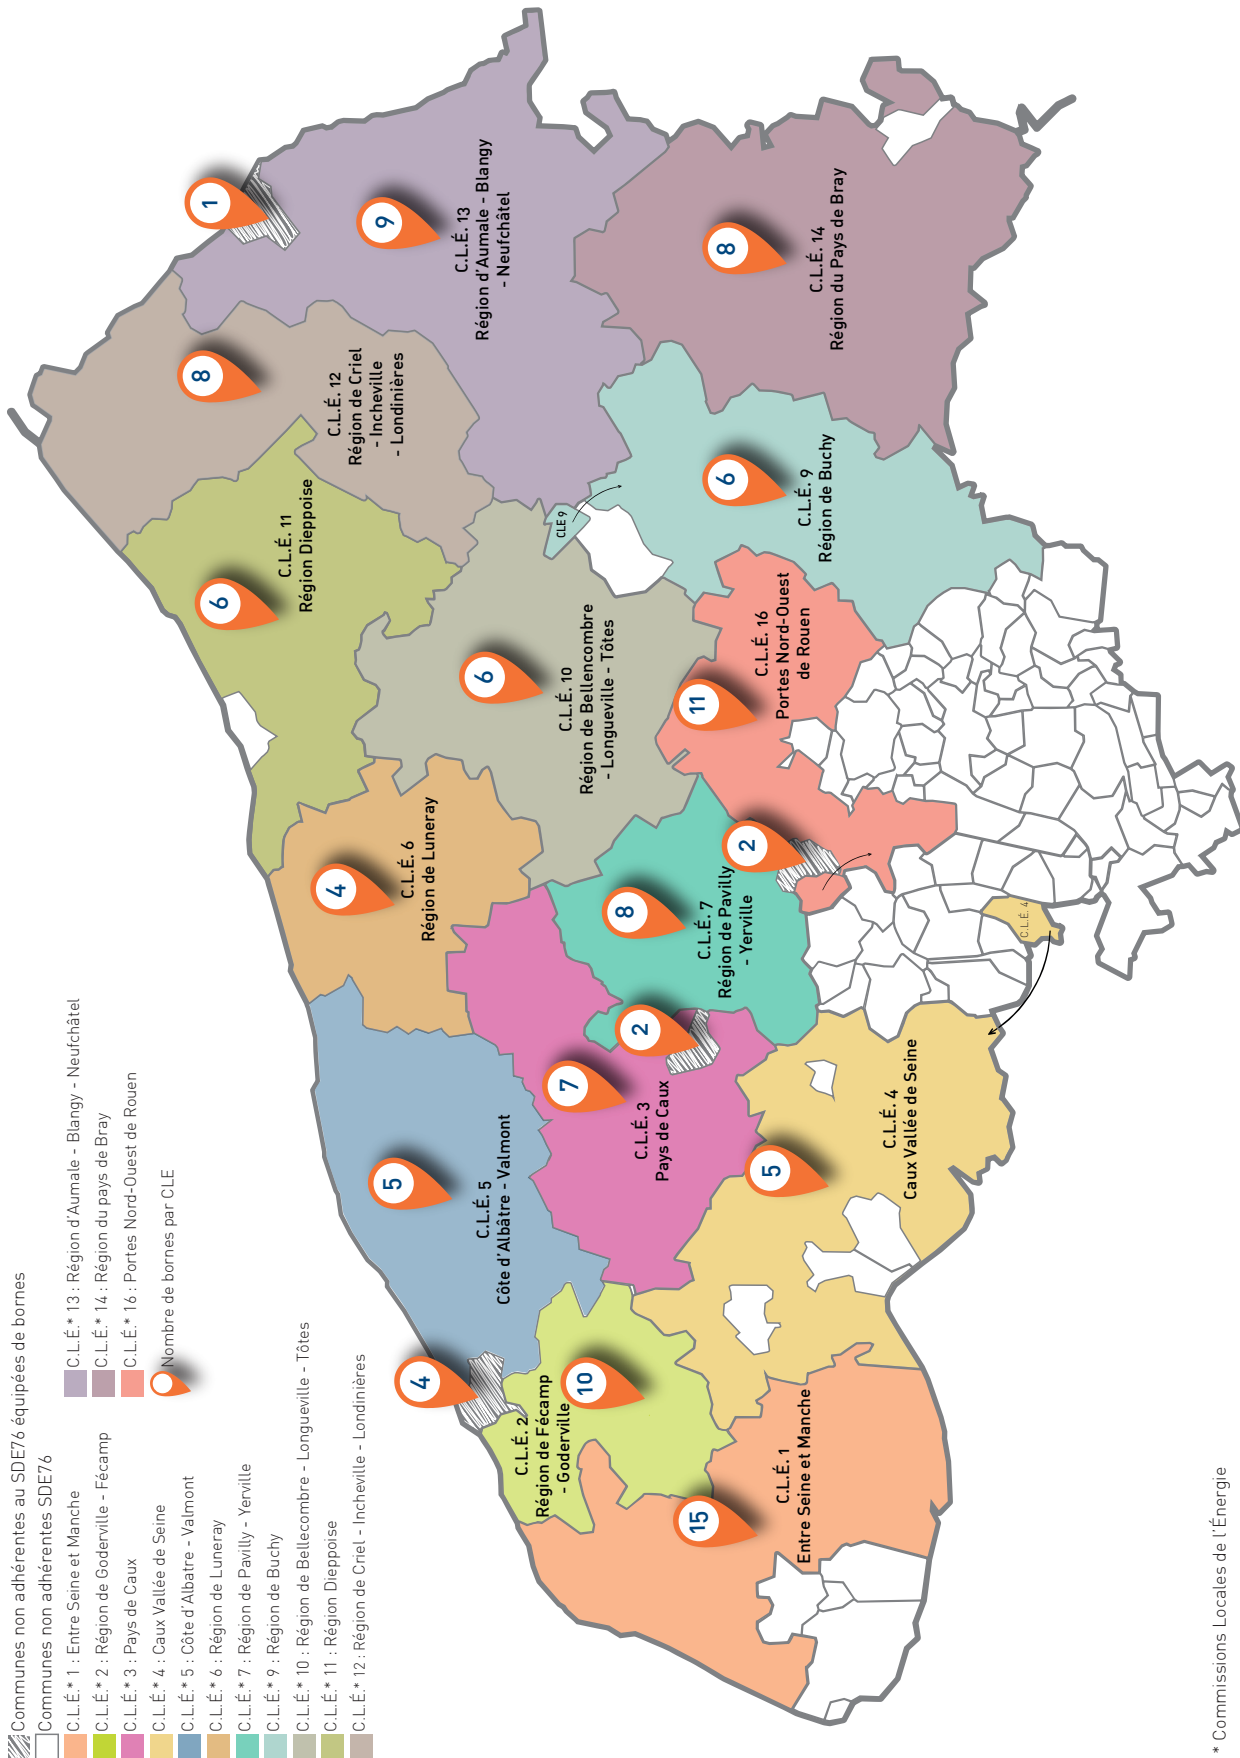 Communes non adhérentes au SDE76 équipées de bornes
Communes non adhérentes SDE76
C.L.É.* 1 : Entre Seine et Manche
C.L.É.* 2 : Région de Goderville - Fécamp
C.L.É.* 3 : Pays de Caux
C.L.É.* 4 : Caux Vallée de Seine
C.L.É.* 5 : Côte d'Albatre - Valmont
C.L.É.* 6 : Région de Luneray
C.L.É.* 7 : Région de Pavilly - Yerville
C.L.É.* 9 : Région de Buchy
C.L.É.* 10 : Région de Bellecombre - Longueville - Tôtes
C.L.É.* 11 : Région Dieppoise
C.L.É.* 12 : Région de Criel - Incheville - Londinières
C.L.É.* 13 : Région d'Aumale - Blangy - Neufchâtel
C.L.É.* 14 : Région du pays de Bray
C.L.É.* 16 : Portes Nord-Ouest de Rouen
Nombre de bornes par CLE
4
C.L.É. 2
Région de Fécamp
- Goderville
10
15
C.L.É. 1
Entre Seine et Manche
5
C.L.É. 5
Côte d'Albâtre - Valmont
7
C.L.É. 3
Pays de Caux
2
5
C.L.É. 4
Caux Vallée de Seine
C.L.É. 4
4
C.L.É. 6
Région de Luneray
8
C.L.É. 7
Région de Pavilly
- Yerville
2
6
C.L.É. 11
Région Dieppoise
6
C.L.É. 10
Région de Bellencombre
- Longueville - Tôtes
11
C.L.É. 16
Portes Nord-Ouest
de Rouen
8
C.L.É. 12
Région de Criel
- Incheville
- Londinières
CLE 9
6
C.L.É. 9
Région de Buchy
1
9
C.L.É. 13
Région d'Aumale - Blangy
- Neufchâtel
8
C.L.É. 14
Région du Pays de Bray
* Commissions Locales de l'Énergie